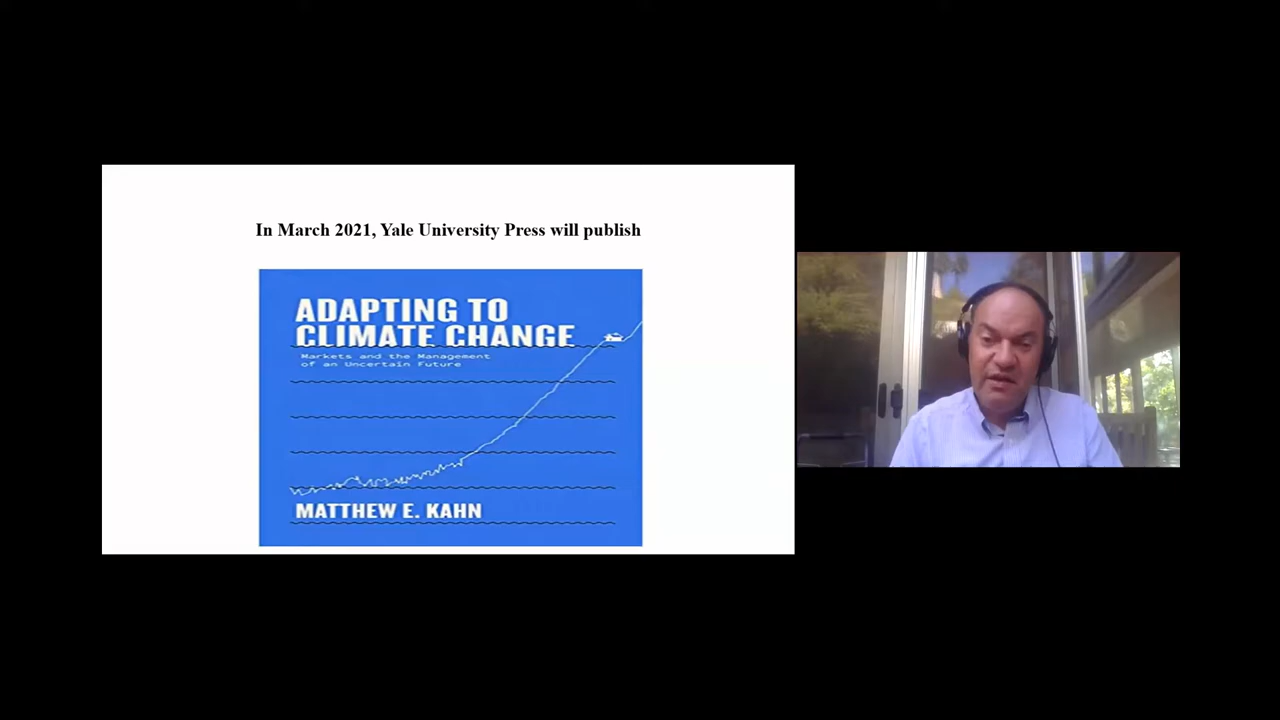 In March 2021, Yale University Press will publish
ADAPTING TO
CLIMATE CHANGE
Markets and the Management
of an Uncertain Future
MATTHEW E. KAHN